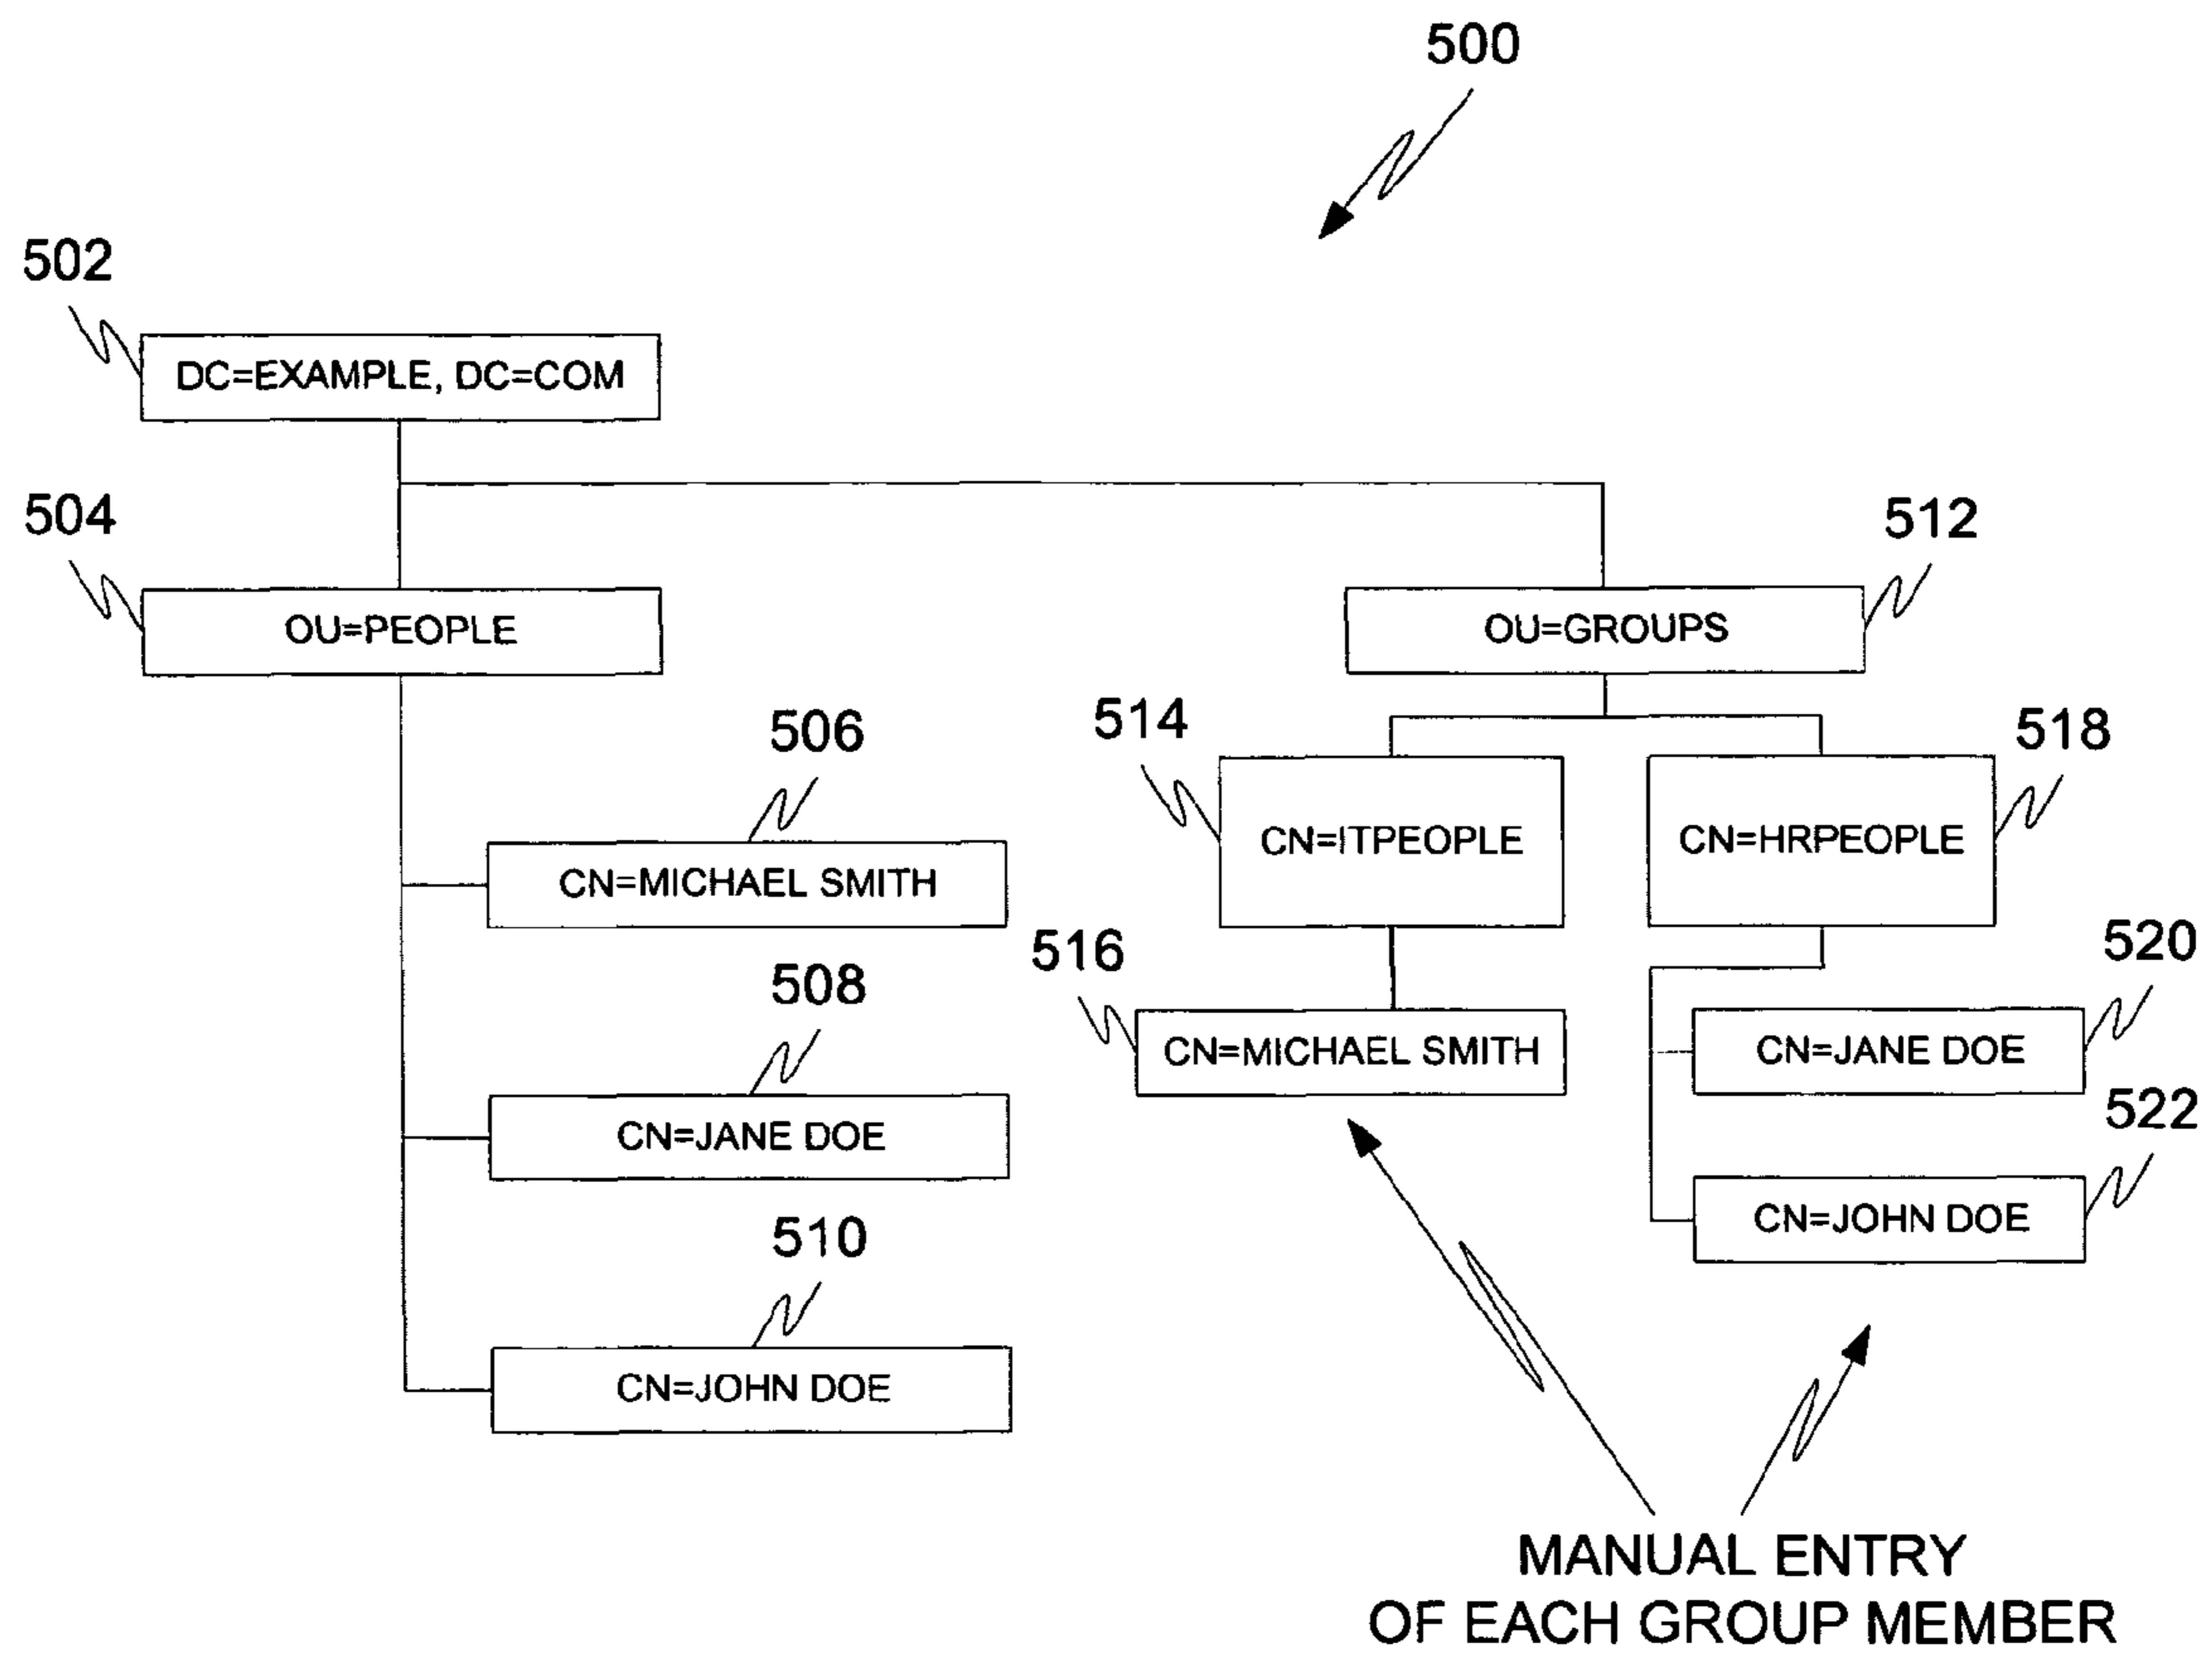 500
502
DC=EXAMPLE, DC=COM
504
OU=PEOPLE
512
OU=GROUPS
506
CN=MICHAEL SMITH
508
CN=JANE DOE
510
CN=JOHN DOE
514
CN=ITPEOPLE
518
CN=HRPEOPLE
516
CN=MICHAEL SMITH
520
CN=JANE DOE
522
CN=JOHN DOE
MANUAL ENTRY
OF EACH GROUP MEMBER